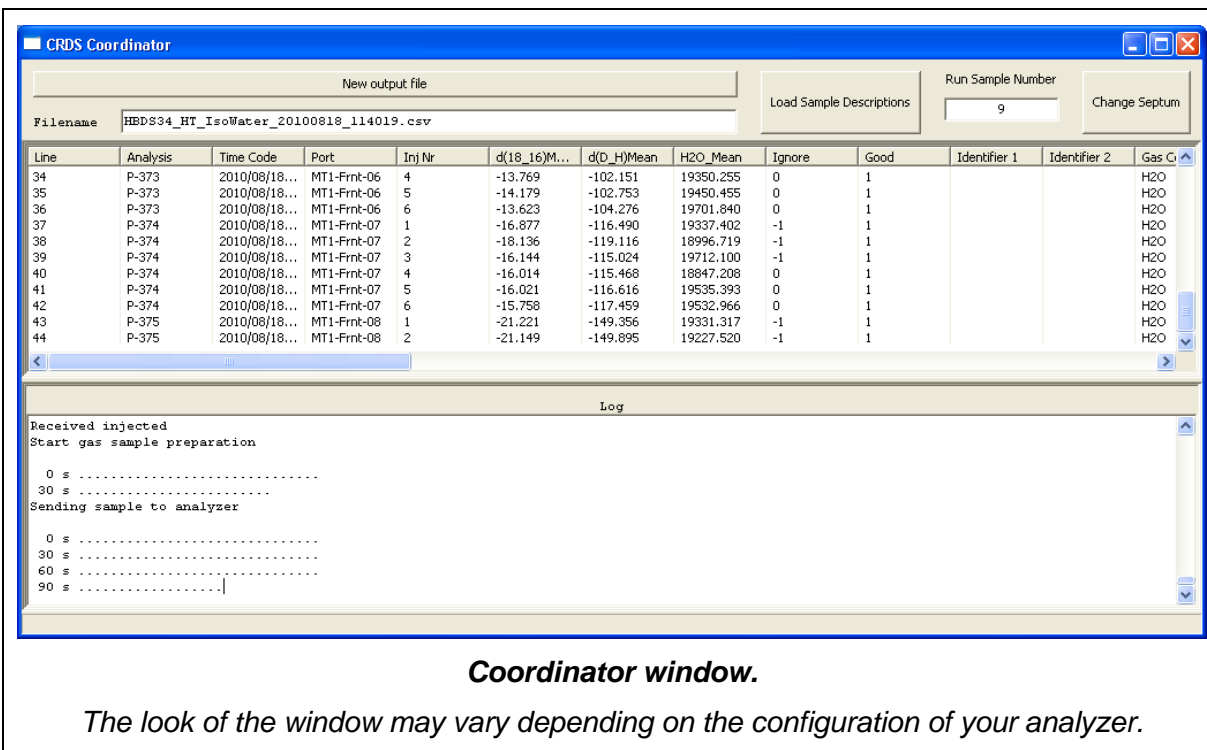 CRDS Coordinator
New output file
Load Sample Descriptions
Run Sample Number
9
Change Septum
Filename HBDS34_HT_IsoWater_20100818_114019.csv
Line Analysis Time Code Port Inj Nr d(18_16)M... d(D_H)Mean H2O_Mean Ignore Good Identifier 1 Identifier 2 Gas C
34 P-373 2010/08/18... MT1-Frnt-06 4 -13.769 -102.151 19350.255 0 1 H2O
35 P-373 2010/08/18... MT1-Frnt-06 5 -14.179 -102.753 19450.455 0 1 H2O
36 P-373 2010/08/18... MT1-Frnt-06 6 -13.623 -104.276 19701.840 0 1 H2O
37 P-374 2010/08/18... MT1-Frnt-07 1 -16.877 -116.490 19337.402 -1 1 H2O
38 P-374 2010/08/18... MT1-Frnt-07 2 -18.136 -119.116 18996.719 -1 1 H2O
39 P-374 2010/08/18... MT1-Frnt-07 3 -16.144 -115.024 19712.100 -1 1 H2O
40 P-374 2010/08/18... MT1-Frnt-07 4 -16.014 -115.468 18847.208 0 1 H2O
41 P-374 2010/08/18... MT1-Frnt-07 5 -16.021 -116.616 19535.393 0 1 H2O
42 P-374 2010/08/18... MT1-Frnt-07 6 -15.758 -117.459 19532.966 0 1 H2O
43 P-375 2010/08/18... MT1-Frnt-08 1 -21.221 -149.356 19331.317 -1 1 H2O
44 P-375 2010/08/18... MT1-Frnt-08 2 -21.149 -149.895 19227.520 -1 1 H2O
Log
Received injected
Start gas sample preparation
0 s ..............................
30 s ........................
Sending sample to analyzer
0 s ..............................
30 s ..............................
60 s ..............................
90 s ..................
Coordinator window.
The look of the window may vary depending on the configuration of your analyzer.